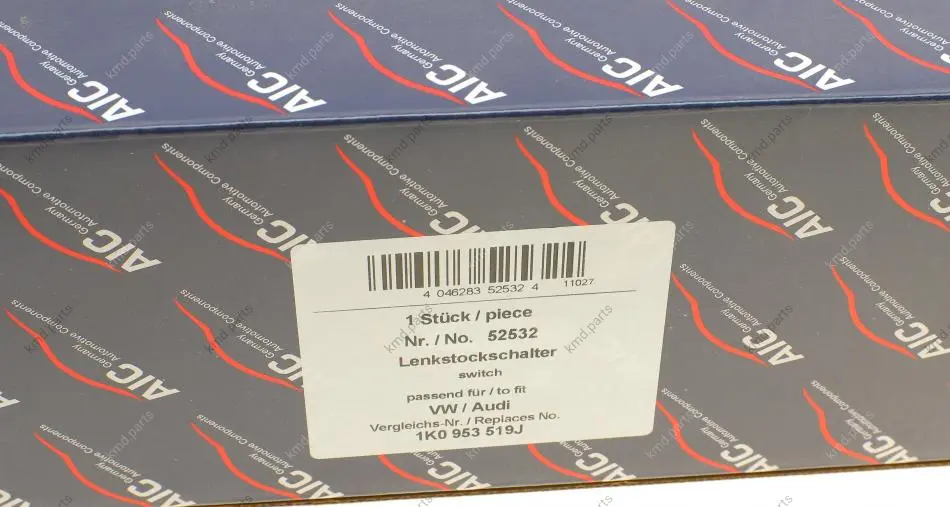 AIC Germany
Automotive Components
kmd.parts
4 046283 52532 4 11027
1 Stück / piece
Nr. / No. 52532
Lenkstockschalter
switch
passend für / to fit
VW / Audi
Vergleichs-Nr. / Replaces No.
1K0 953 519J